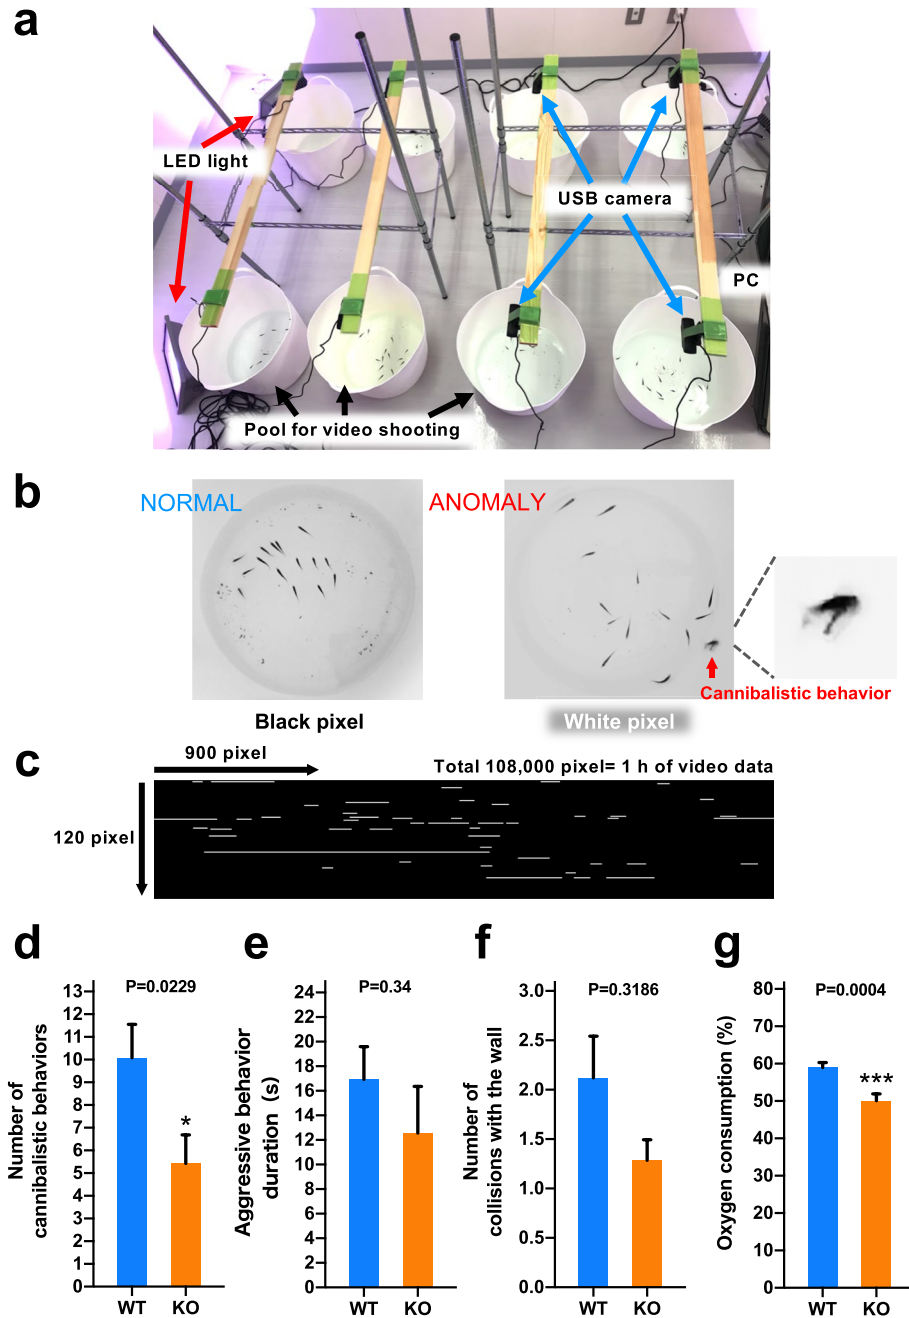 a
LED light
USB camera
PC
Pool for video shooting
b
NORMAL
ANOMALY
Cannibalistic behavior
Black pixel
White pixel
c
900 pixel
Total 108,000 pixel= 1 h of video data
120 pixel
d
P=0.0229
Number of
cannibalistic behaviors
13
12
11
10
9
8
7
6
5
4
3
2
1
0
*
WT
KO
e
P=0.34
Aggressive behavior
duration (s)
24
22
20
18
16
14
12
10
8
6
4
2
0
WT
KO
f
P=0.3186
Number of
collisions with the wall
3.0
2.5
2.0
1.5
1.0
0.5
0.0
WT
KO
g
P=0.0004
Oxygen consumption (%)
80
70
60
50
40
30
20
10
0
***
WT
KO